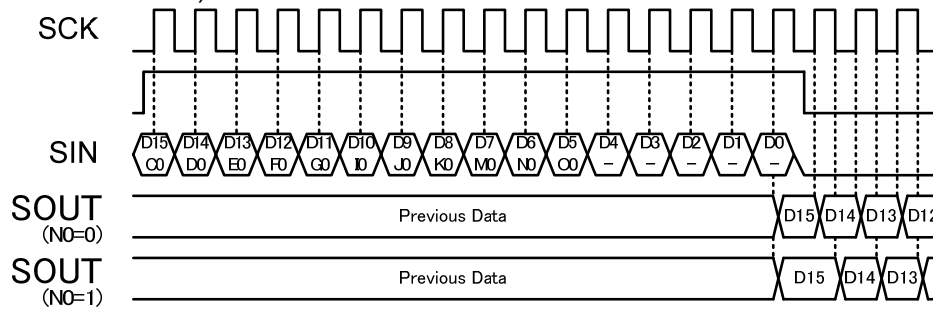 SCK
D15 D14 D13 D12 D11 D10 D9 D8 D7 D6 D5 D4 D3 D2 D1 D0
SIN
C0 D0 E0 F0 G0 I0 J0 K0 M0 N0 O0 - - - - -
SOUT
(N0=0)
Previous Data D15 D14 D13 D12
SOUT
(N0=1)
Previous Data D15 D14 D13